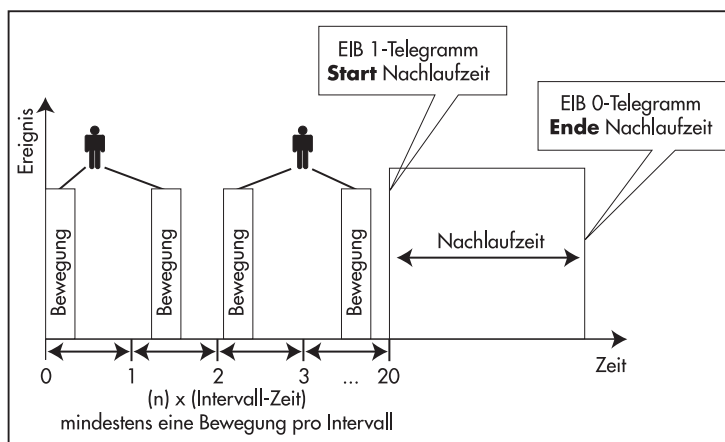 EIB 1-Telegramm
Start Nachlaufzeit
EIB 0-Telegramm
Ende Nachlaufzeit
Ereignis
Bewegung
Bewegung
Bewegung
Bewegung
Nachlaufzeit
0 1 2 3 ... 20
Zeit
(n) x (Intervall-Zeit)
mindestens eine Bewegung pro Intervall